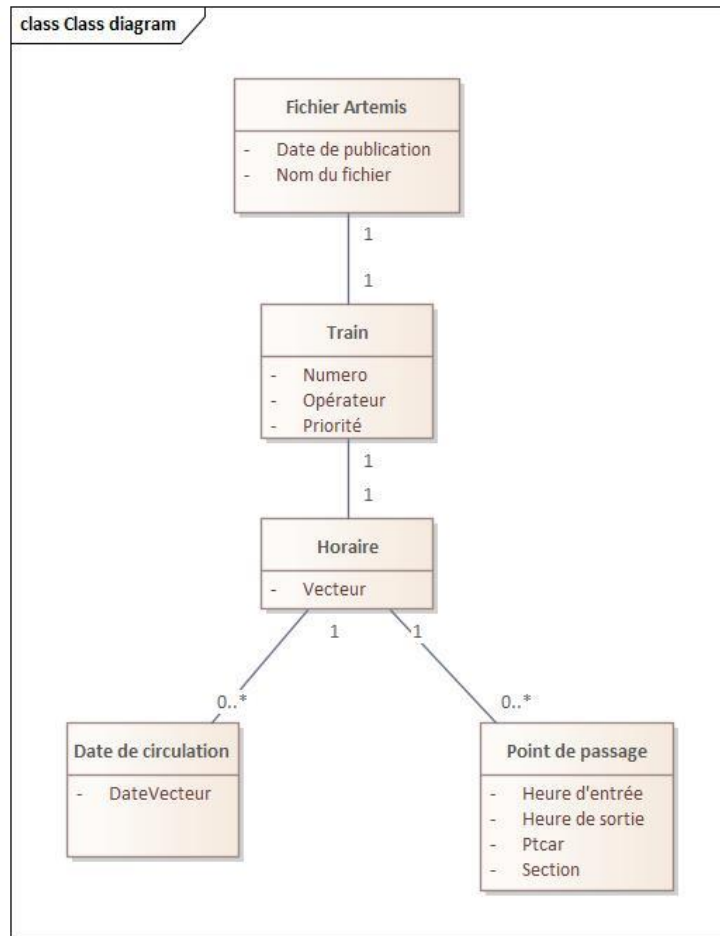 class Class diagram
Fichier Artemis
- Date de publication
- Nom du fichier
1
1
Train
- Numero
- Opérateur
- Priorité
1
1
Horaire
- Vecteur
1
1
0..*
0..*
Date de circulation
- DateVecteur
Point de passage
- Heure d'entrée
- Heure de sortie
- Ptcar
- Section